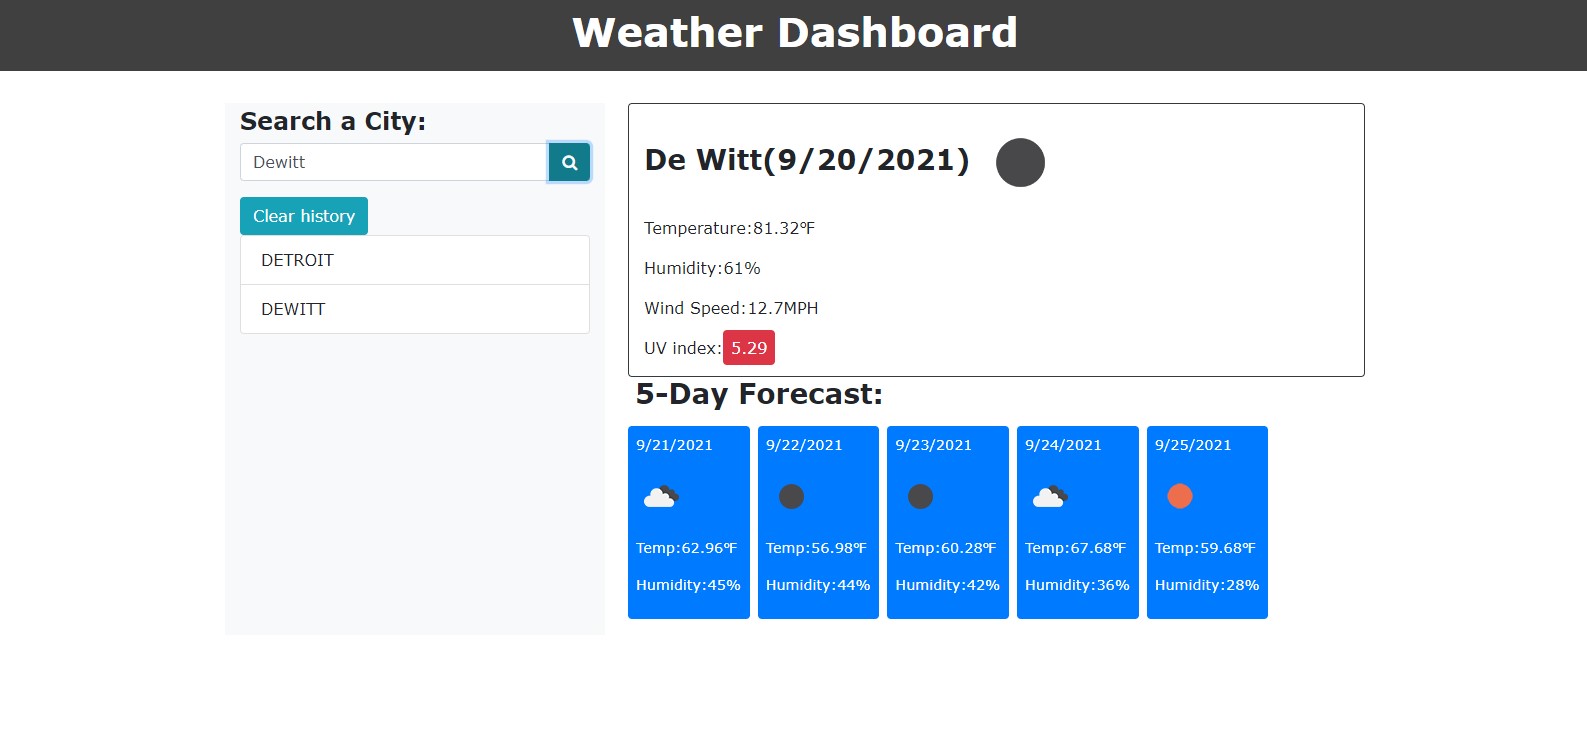 Weather Dashboard
Search a City:
Dewitt
Clear history
DETROIT
DEWITT
De Witt(9/20/2021)
Temperature:81.32℉
Humidity:61%
Wind Speed:12.7MPH
UV index:5.29
5-Day Forecast:
9/21/2021
Temp:62.96℉
Humidity:45%
9/22/2021
Temp:56.98℉
Humidity:44%
9/23/2021
Temp:60.28℉
Humidity:42%
9/24/2021
Temp:67.68℉
Humidity:36%
9/25/2021
Temp:59.68℉
Humidity:28%